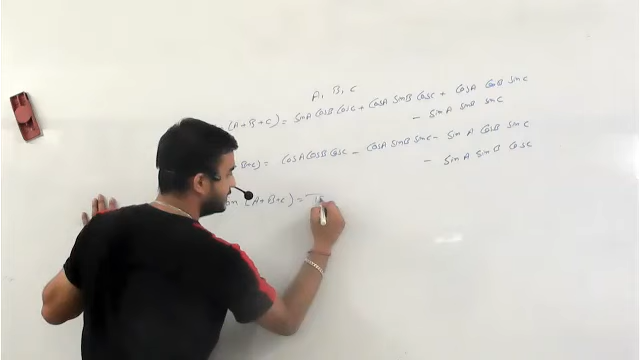 A, B, C
(A+B+C) = sinA cosB cosC + cosA sinB cosC + cosA cosB sinC
- sinA sinB sinC
B+C) = cosA cosB cosC - cosA sinB sinC - sinA cosB sinC
- sinA sinB cosC
an (A+B+C) = T